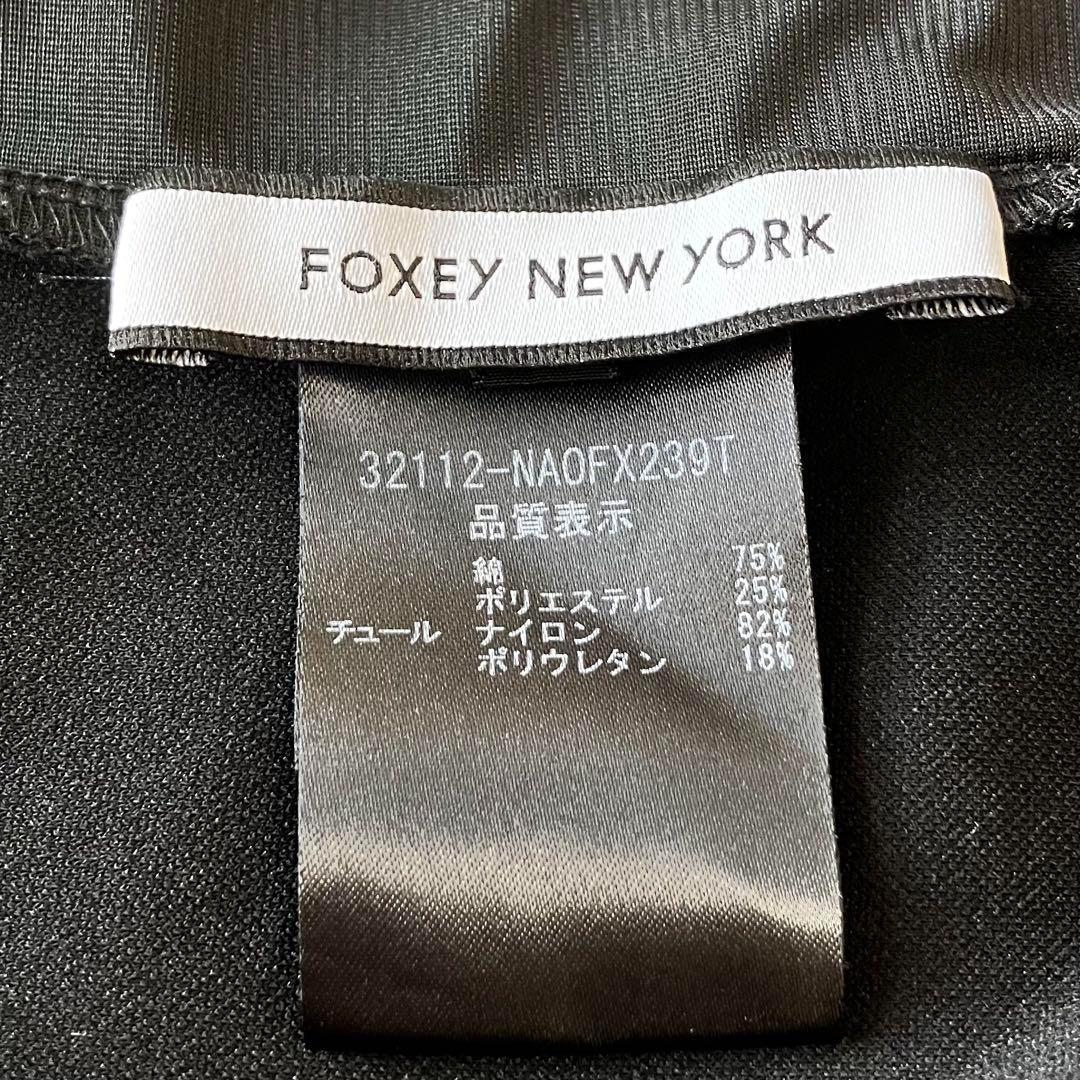 FOXEY NEW YORK
32112-NAOFX239T
品質表示
綿 75%
ポリエステル 25%
チュール ナイロン 82%
ポリウレタン 18%